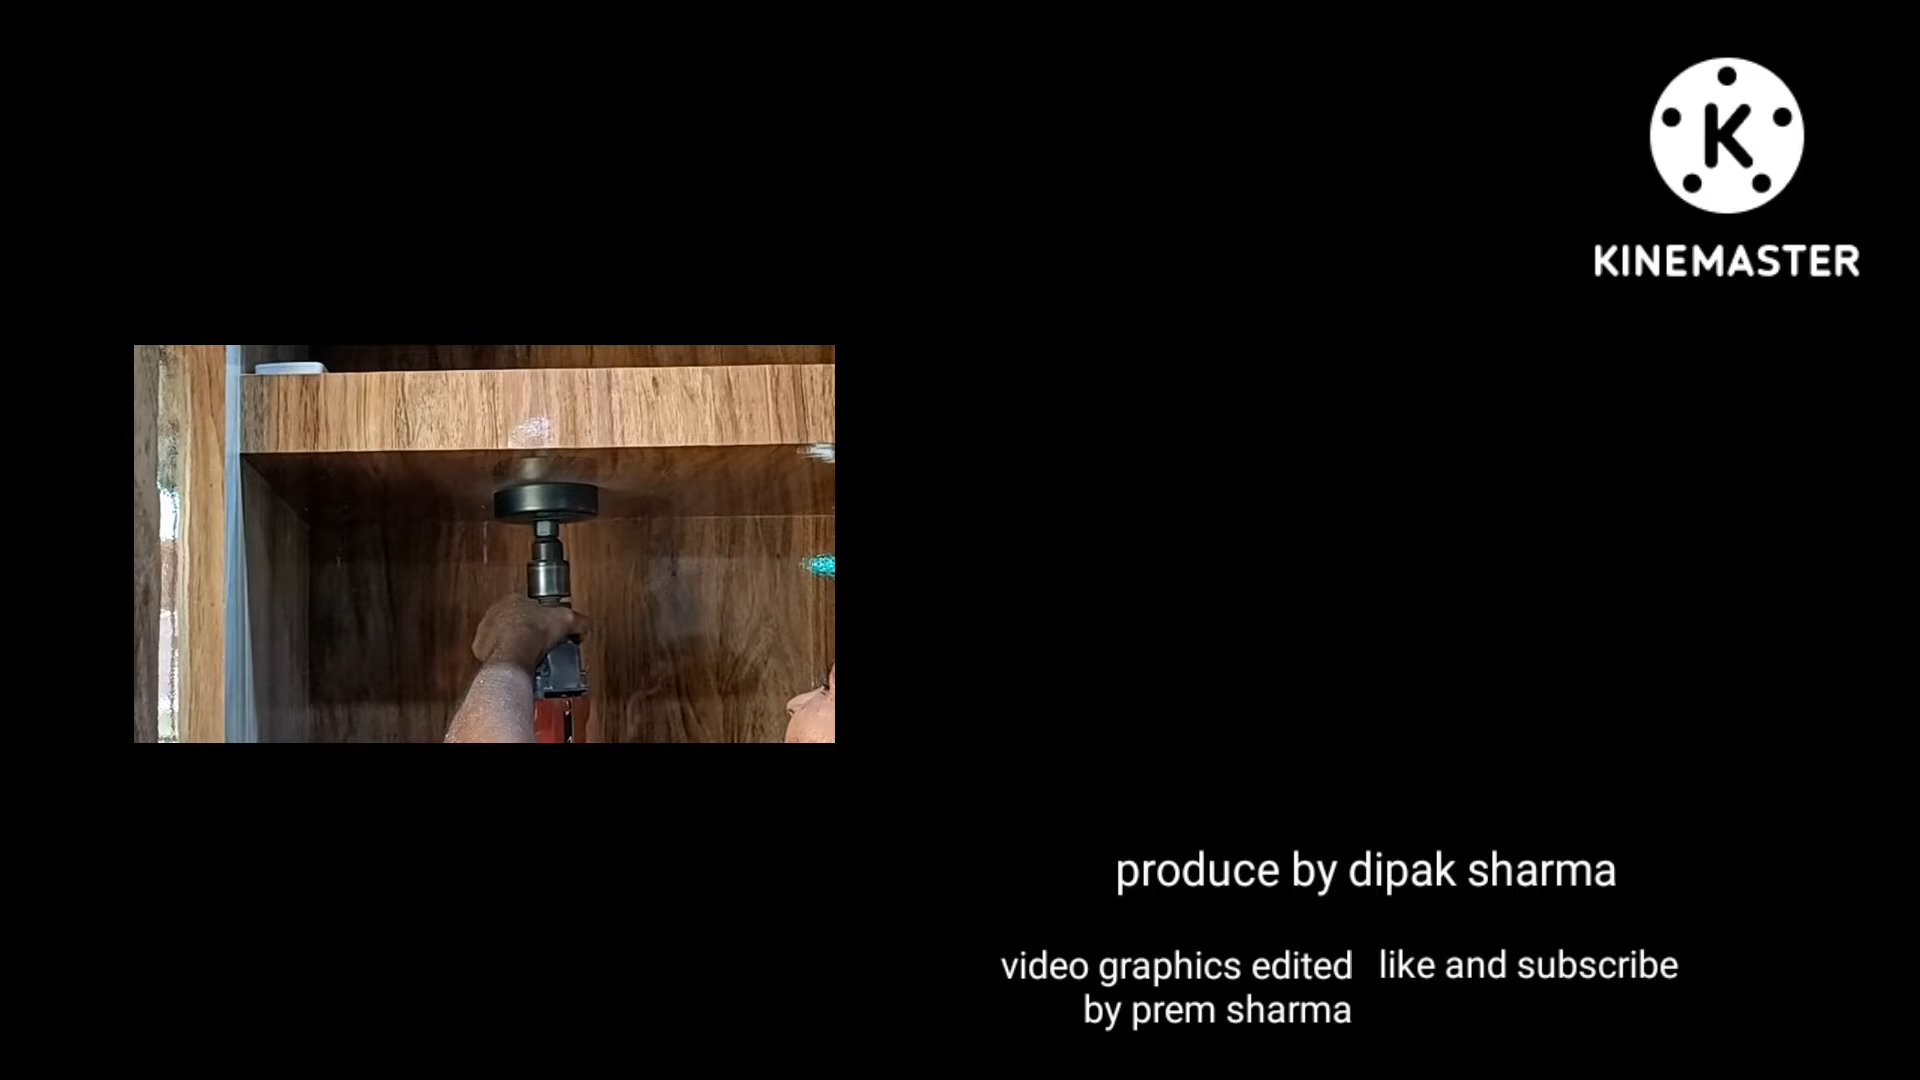 K
KINEMASTER
produce by dipak sharma
video graphics edited
by prem sharma
like and subscribe